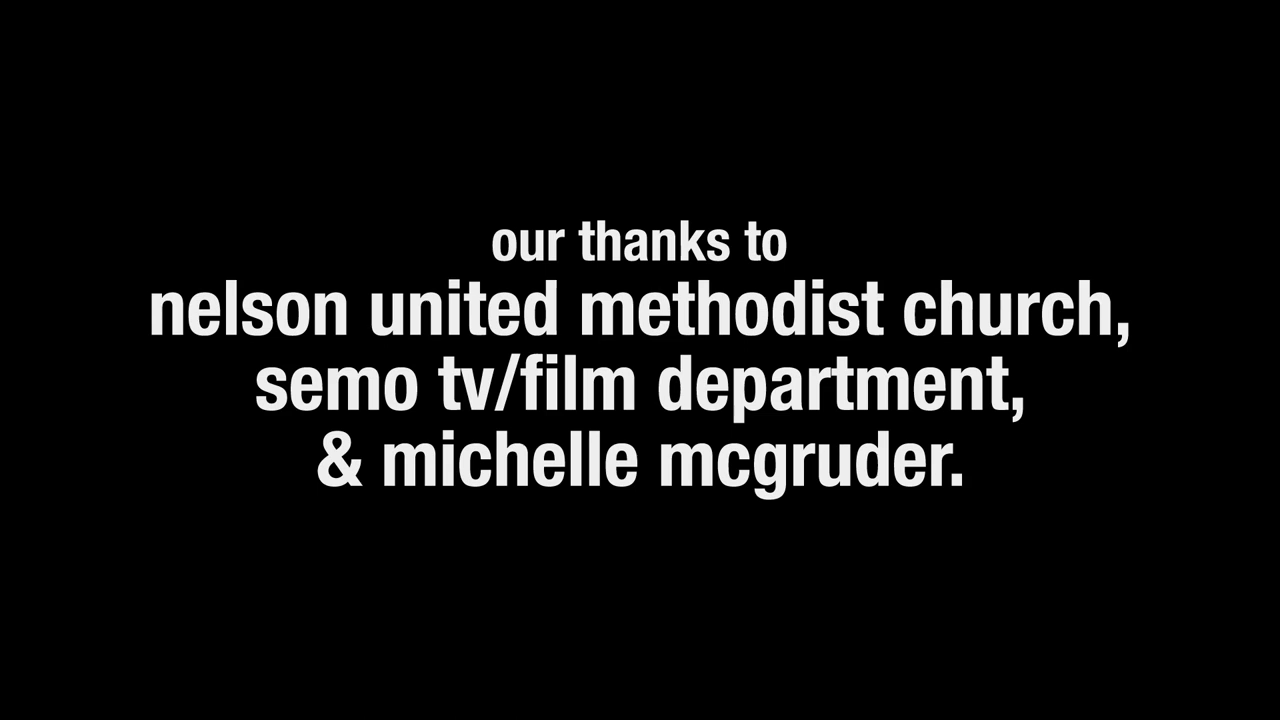 our thanks to
nelson united methodist church,
semo tv/film department,
& michelle mcgruder.